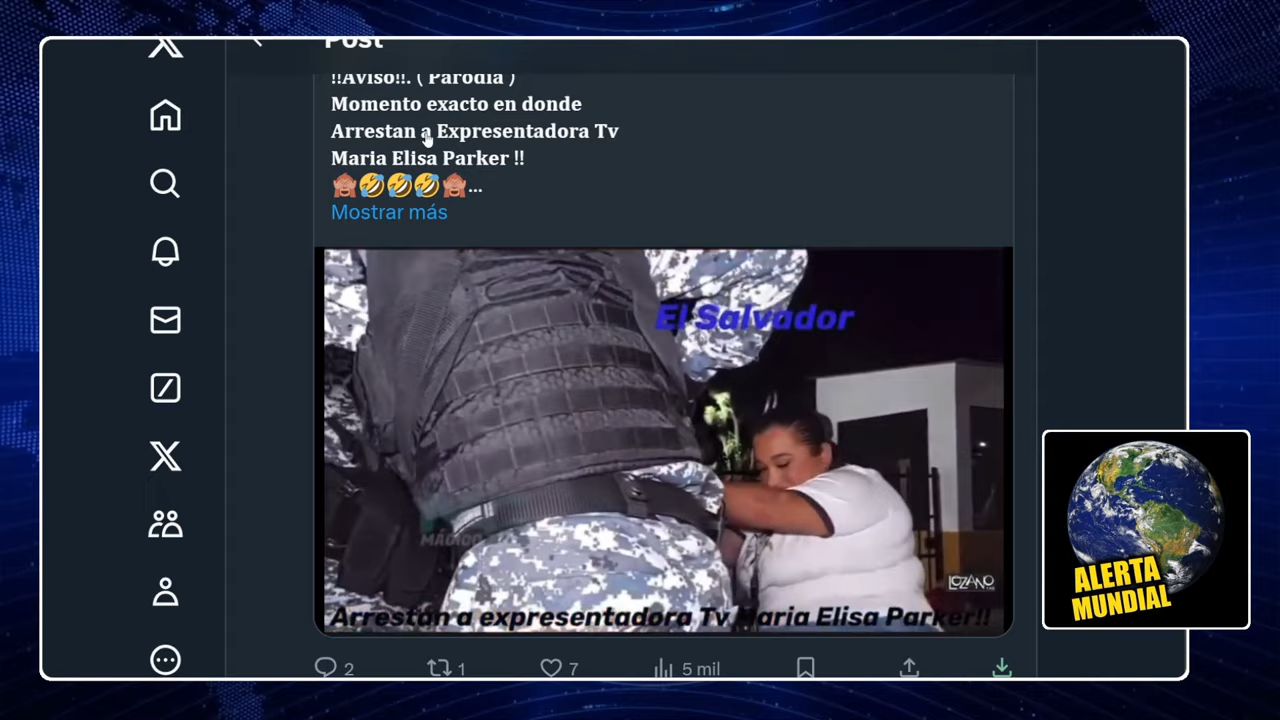 Post
!!Aviso!!. ( Parodia )
Momento exacto en donde
Arrestan a Expresentadora Tv
Maria Elisa Parker !!
🙈🤣🤣🤣🙈...
Mostrar más
El Salvador
MÁGICO
LOZANO
Arrestan a expresentadora Tv Maria Elisa Parker!!
2
1
7
5 mil
ALERTA
MUNDIAL